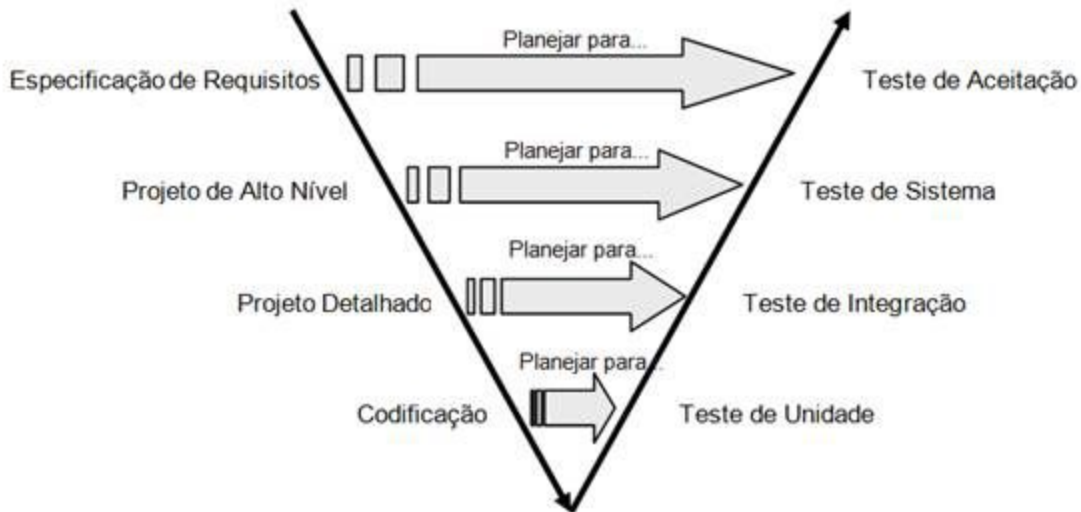 Planejar para...
Especificação de Requisitos
Teste de Aceitação
Planejar para...
Projeto de Alto Nível
Teste de Sistema
Planejar para...
Projeto Detalhado
Teste de Integração
Planejar para...
Codificação
Teste de Unidade